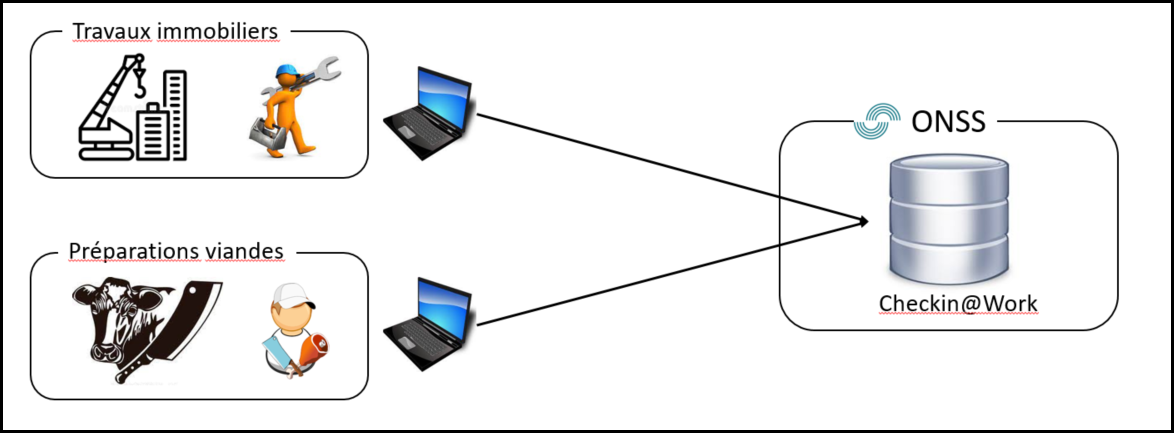 Travaux immobiliers
ONSS
Préparations viandes
Checkin@Work